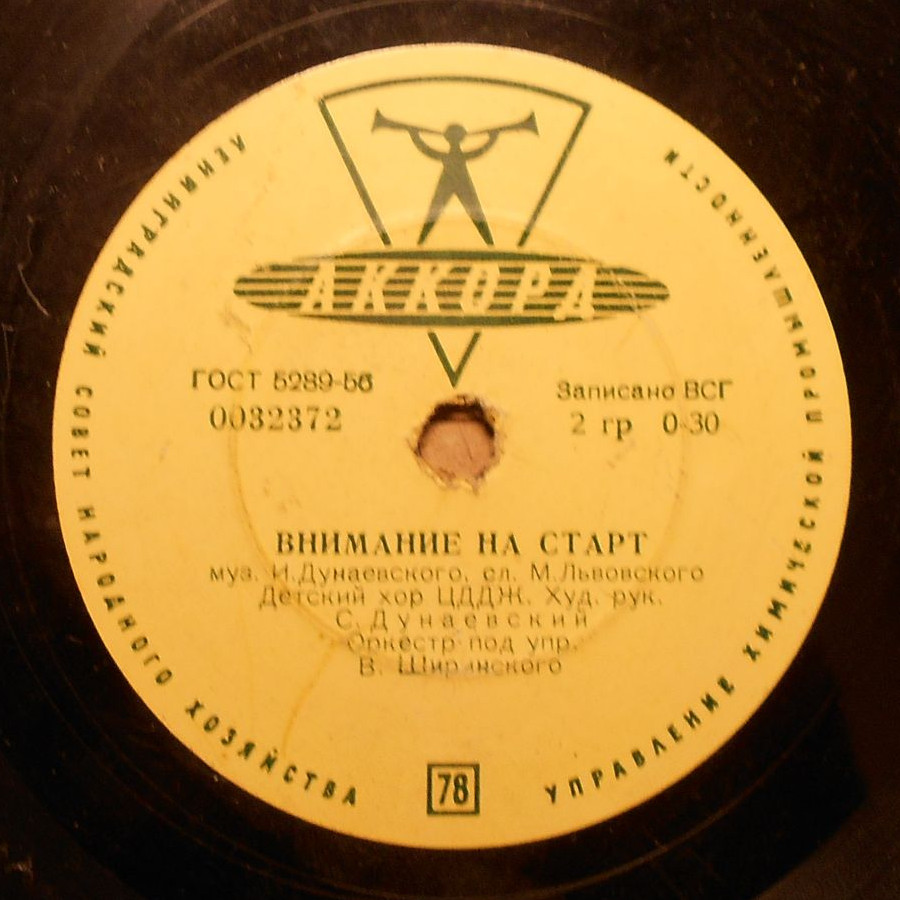 АККОРД
ЛЕНИНГРАДСКИЙ СОВЕТ НАРОДНОГО ХОЗЯЙСТВА
УПРАВЛЕНИЕ ХИМИЧЕСКОЙ ПРОМЫШЛЕННОСТИ
ГОСТ 5289-56
0032372
Записано ВСГ
2 гр 0-30
ВНИМАНИЕ НА СТАРТ
муз. И.Дунаевского, сл. М.Львовского
Детский хор ЦДДЖ. Худ. рук.
С. Дунаевский
Оркестр под упр.
В. Ширинского
78